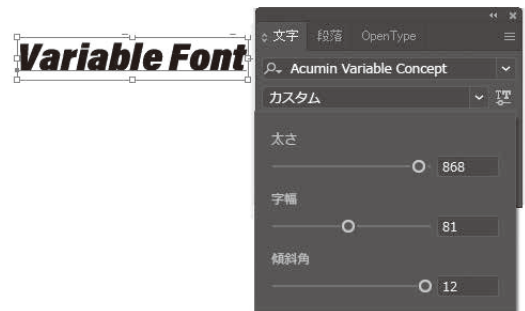 Variable Font
文字 段落 OpenType
Acumin Variable Concept
カスタム
太さ
868
字幅
81
傾斜角
12